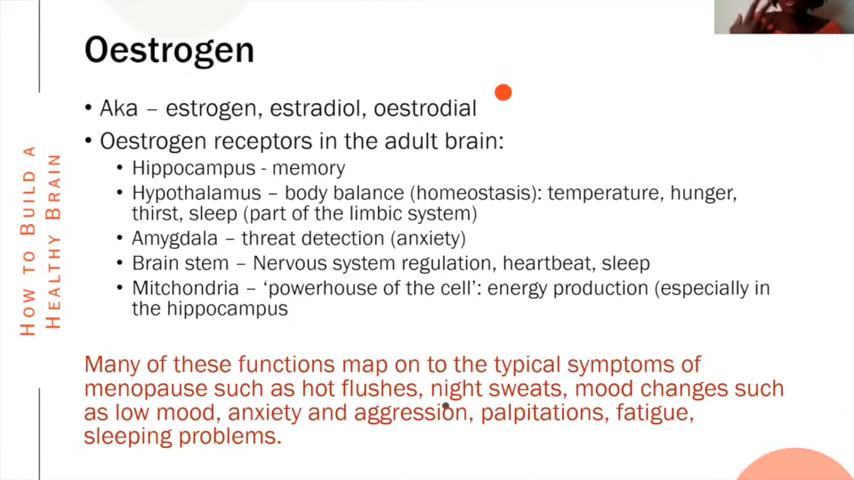 Oestrogen
• Aka – estrogen, estradiol, oestrodial
• Oestrogen receptors in the adult brain:
• Hippocampus - memory
• Hypothalamus – body balance (homeostasis): temperature, hunger,
thirst, sleep (part of the limbic system)
• Amygdala – threat detection (anxiety)
• Brain stem – Nervous system regulation, heartbeat, sleep
• Mitchondria – ‘powerhouse of the cell’: energy production (especially in
the hippocampus
Many of these functions map on to the typical symptoms of
menopause such as hot flushes, night sweats, mood changes such
as low mood, anxiety and aggression, palpitations, fatigue,
sleeping problems.
How to Build a
Healthy Brain